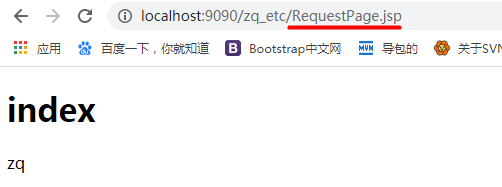 localhost:9090/zq_etc/RequestPage.jsp
应用 百度一下，你就知道 B Bootstrap中文网 MVN 导包的 关于SVN
index
zq